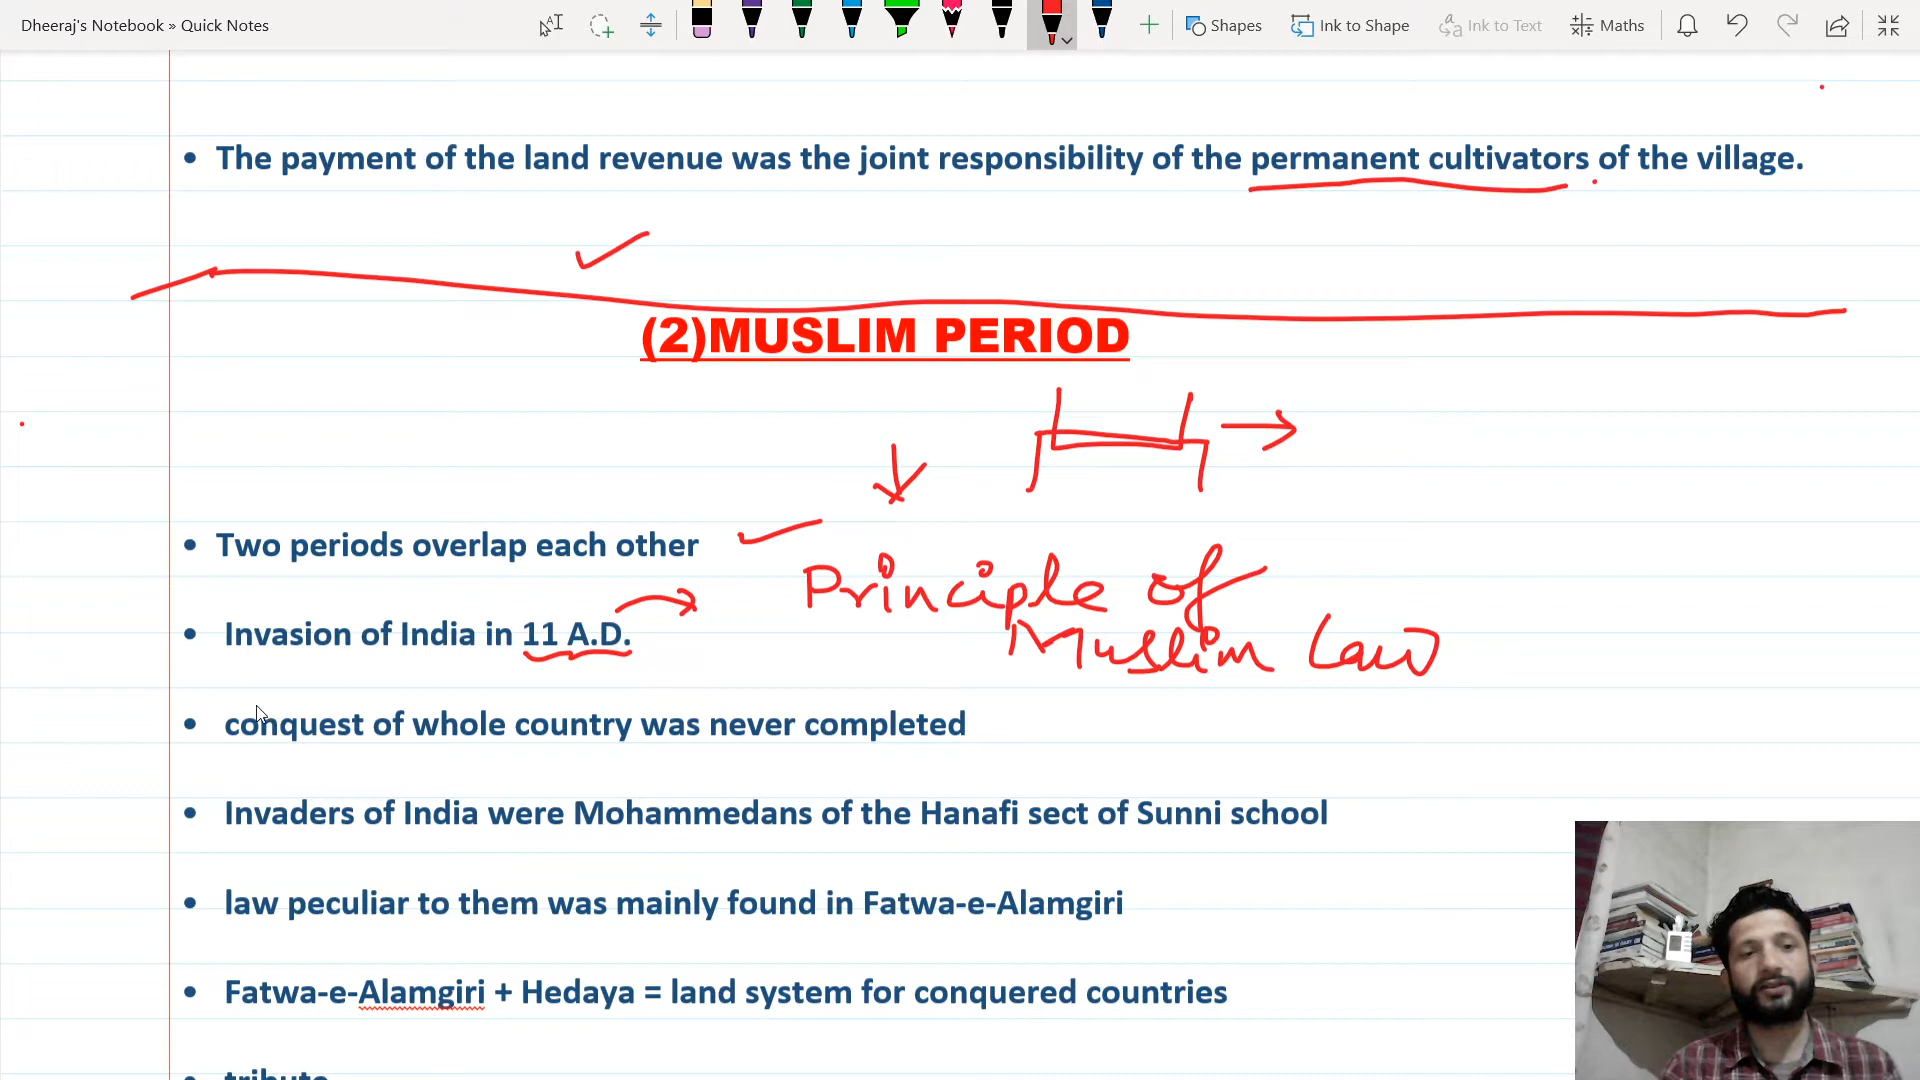 Dheeraj's Notebook » Quick Notes
Shapes
Ink to Shape
Ink to Text
Maths
• The payment of the land revenue was the joint responsibility of the permanent cultivators of the village.
(2)MUSLIM PERIOD
• Two periods overlap each other
Principle of
Muslim Law
• Invasion of India in 11 A.D.
• conquest of whole country was never completed
• Invaders of India were Mohammedans of the Hanafi sect of Sunni school
• law peculiar to them was mainly found in Fatwa-e-Alamgiri
• Fatwa-e-Alamgiri + Hedaya = land system for conquered countries
• tribute